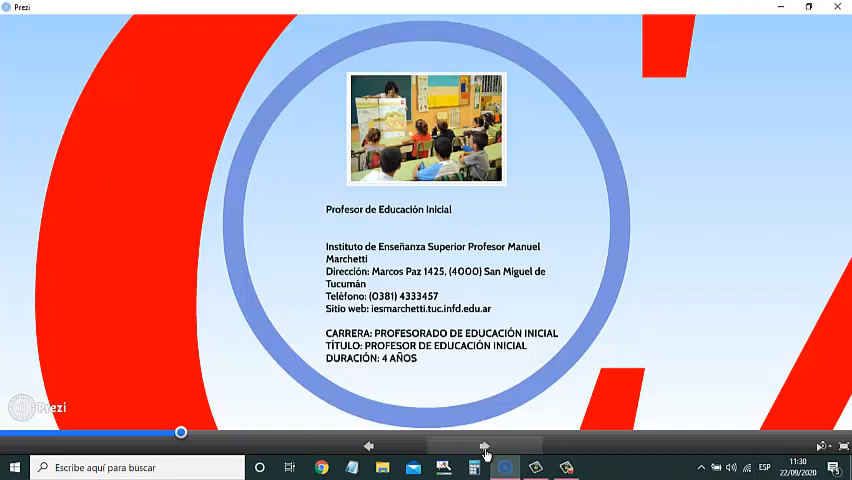 Prezi
Profesor de Educación Inicial
Instituto de Enseñanza Superior Profesor Manuel
Marchetti
Dirección: Marcos Paz 1425, (4000) San Miguel de
Tucumán
Teléfono: (0381) 4333457
Sitio web: iesmarchetti.tuc.infd.edu.ar
CARRERA: PROFESORADO DE EDUCACIÓN INICIAL
TÍTULO: PROFESOR DE EDUCACIÓN INICIAL
DURACIÓN: 4 AÑOS
Prezi
Escribe aquí para buscar
ESP
11:30
22/09/2020